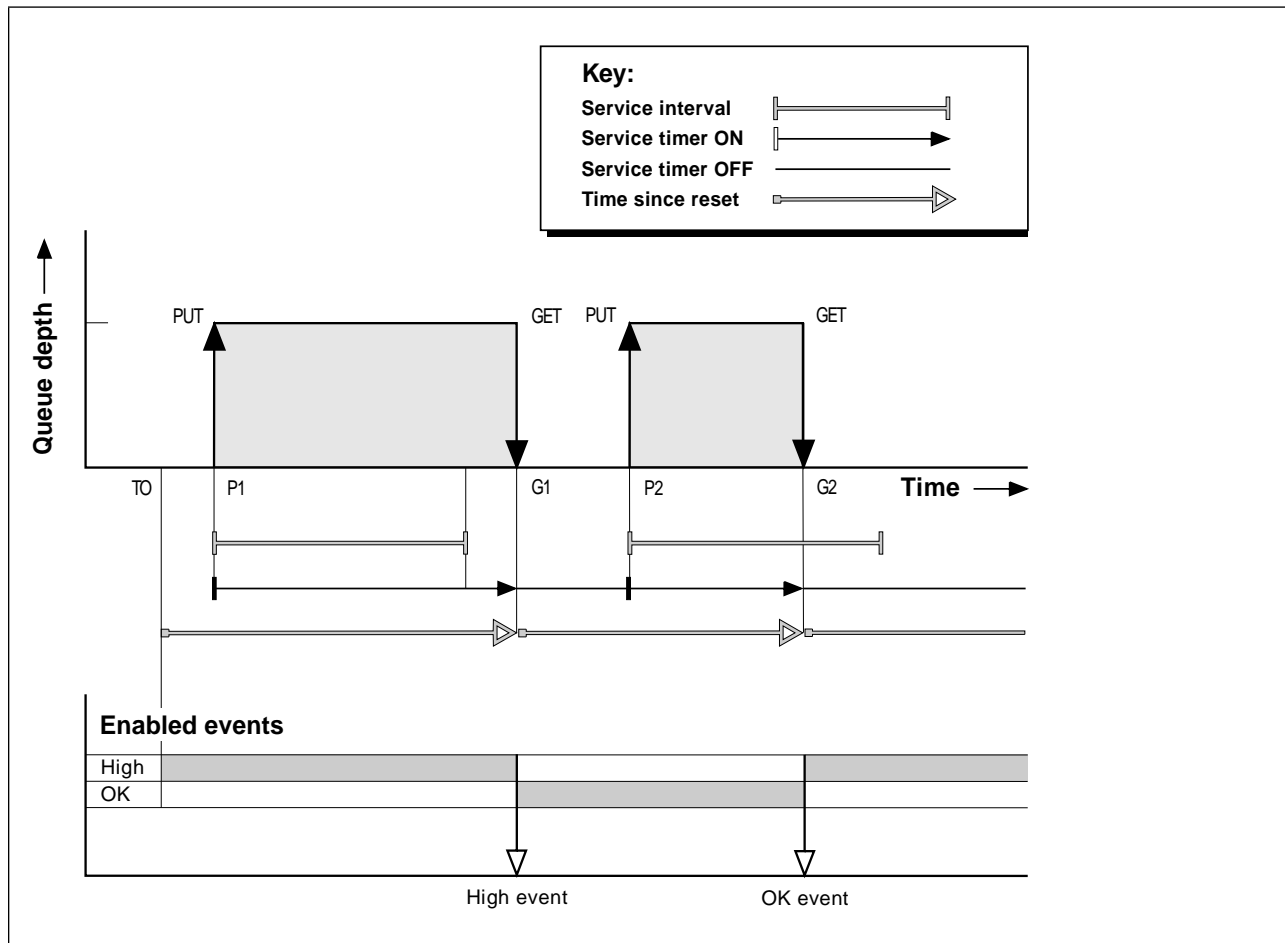 Key:
Service interval
Service timer ON
Service timer OFF
Time since reset
Queue depth
PUT
GET
PUT
GET
TO
P1
G1
P2
G2
Time
Enabled events
High
OK
High event
OK event